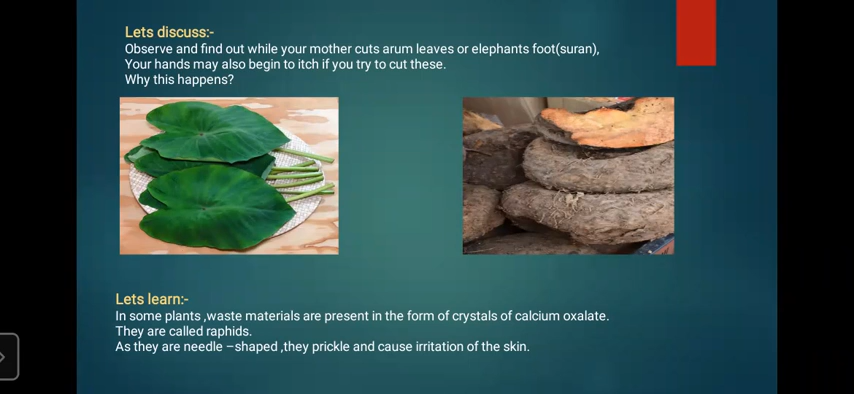 Lets discuss:-
Observe and find out while your mother cuts arum leaves or elephants foot(suran),
Your hands may also begin to itch if you try to cut these.
Why this happens?
Lets learn:-
In some plants ,waste materials are present in the form of crystals of calcium oxalate.
They are called raphids.
As they are needle –shaped ,they prickle and cause irritation of the skin.